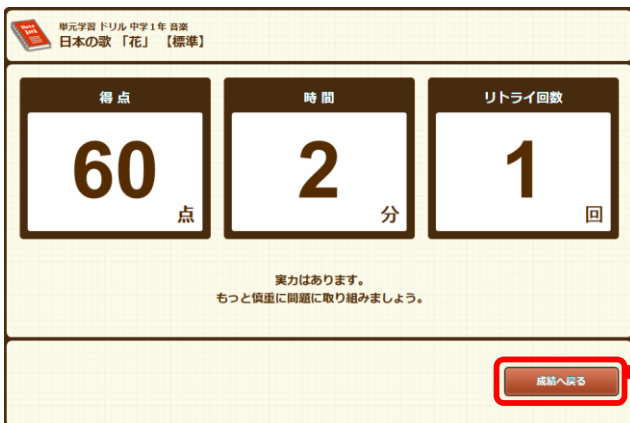 単元学習 ドリル 中学1年 音楽
日本の歌 「花」 【標準】
得点
60
点
時間
2
分
リトライ回数
1
回
実力はあります。
もっと慎重に問題に取り組みましょう。
成績へ戻る